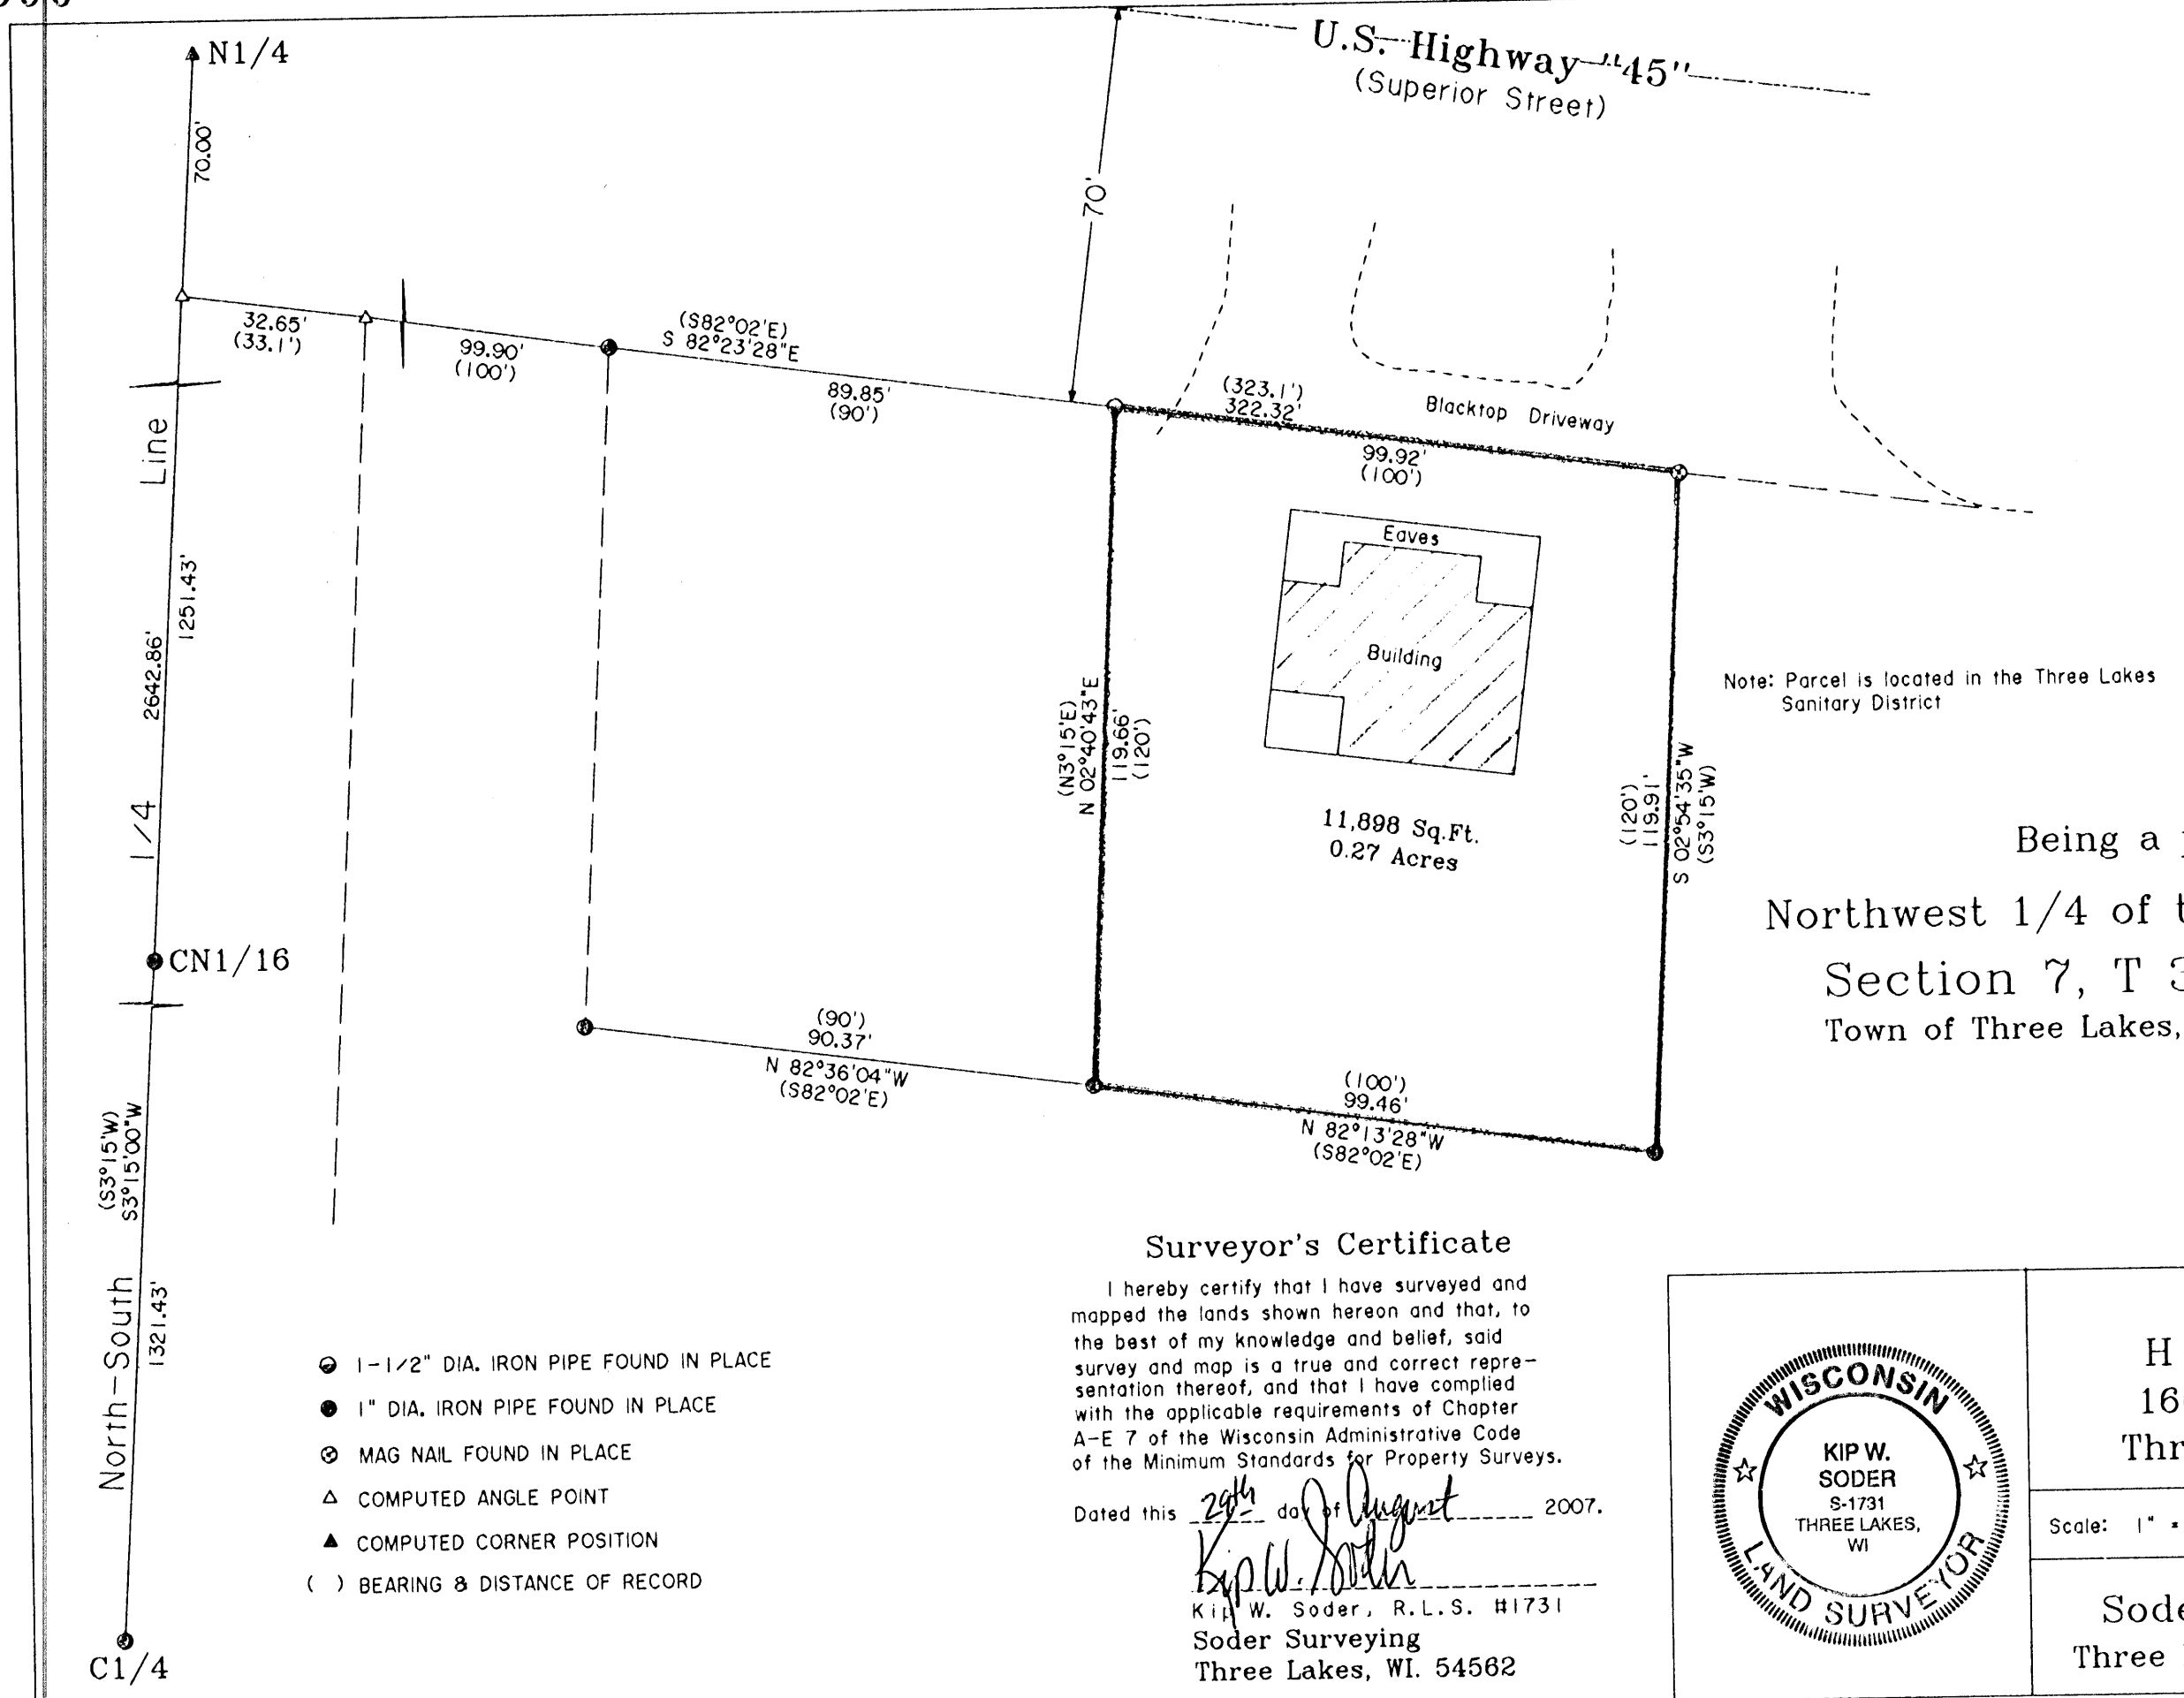 N1/4
U.S. Highway "45"
(Superior Street)
70.00'
70'
32.65'
(33.1')
99.90'
(100')
(S82°02'E)
S 82°23'28"E
89.85'
(90')
(323.1')
322.32'
Blacktop Driveway
99.92'
(100')
Eaves
Building
11,898 Sq.Ft.
0.27 Acres
(N3°15'E)
N 02°40'43"E
119.66'
(120')
(120')
119.91'
S 02°54'35"W
(S3°15'W)
Note: Parcel is located in the Three Lakes
Sanitary District
North-South 1/4 Line
1251.43'
2642.86'
CN1/16
(S3°15'W)
S3°15'00"W
1321.43'
C1/4
(90')
90.37'
N 82°36'04"W
(S82°02'E)
(100')
99.46'
N 82°13'28"W
(S82°02'E)
Being a
Northwest 1/4 of
Section 7, T 3
Town of Three Lakes,
1-1/2" DIA. IRON PIPE FOUND IN PLACE
1" DIA. IRON PIPE FOUND IN PLACE
MAG NAIL FOUND IN PLACE
COMPUTED ANGLE POINT
COMPUTED CORNER POSITION
( ) BEARING & DISTANCE OF RECORD
Surveyor's Certificate
I hereby certify that I have surveyed and
mapped the lands shown hereon and that, to
the best of my knowledge and belief, said
survey and map is a true and correct repre-
sentation thereof, and that I have complied
with the applicable requirements of Chapter
A-E 7 of the Wisconsin Administrative Code
of the Minimum Standards for Property Surveys.
Dated this 29th day of August 2007.
Kip W. Soder
Kip W. Soder, R.L.S. #1731
Soder Surveying
Three Lakes, WI. 54562
WISCONSIN
KIP W.
SODER
S-1731
THREE LAKES,
WI
LAND SURVEYOR
H
16
Thr
Scale: 1" =
Sode
Three